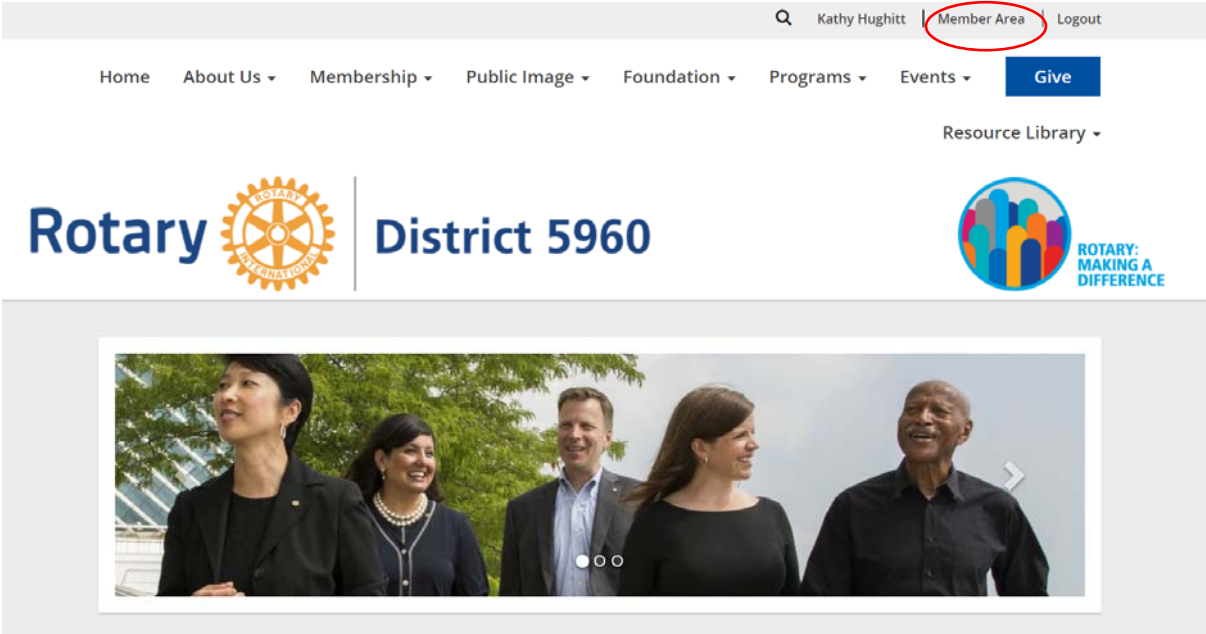 Kathy Hughitt | Member Area | Logout
Home About Us Membership Public Image Foundation Programs Events Give
Resource Library
Rotary ROTARY INTERNATIONAL District 5960
ROTARY:
MAKING A
DIFFERENCE